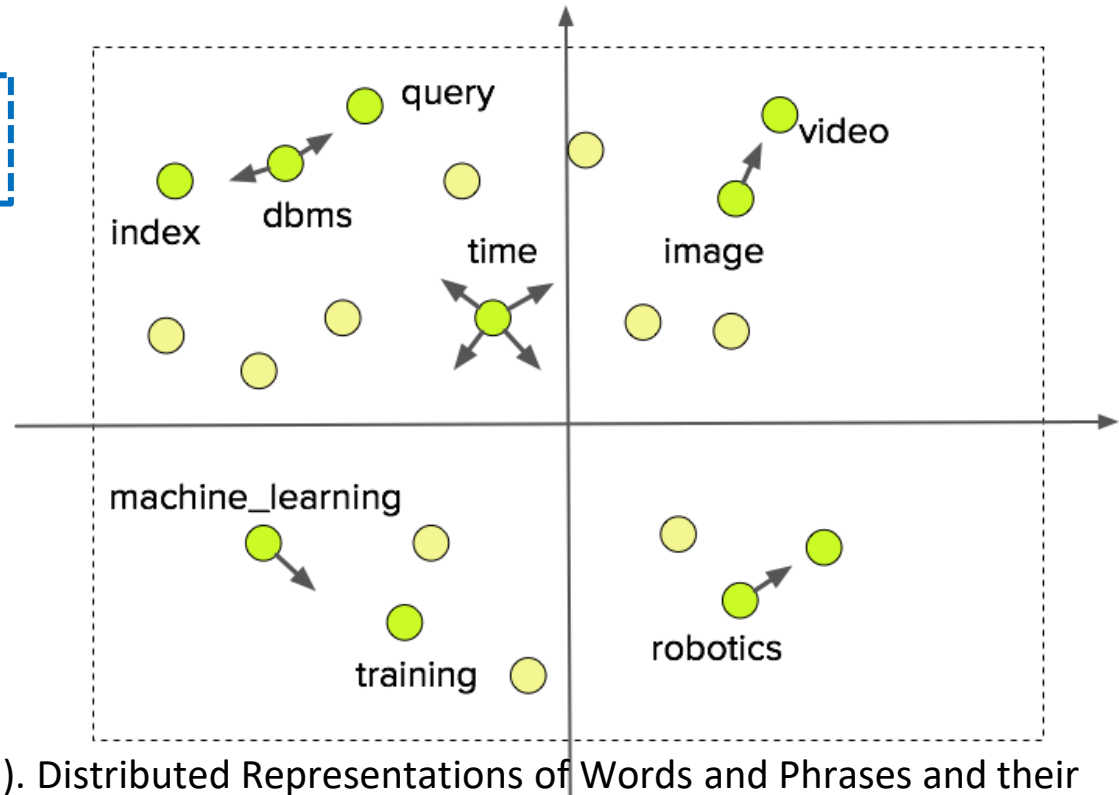 query
video
index
dbms
time
image
machine_learning
training
robotics
). Distributed Representations of Words and Phrases and their